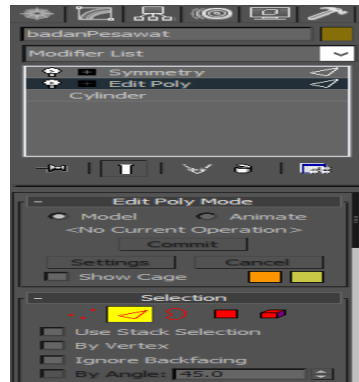 badanPesawat
Modifier List
Symmetry
Edit Poly
Cylinder
Edit Poly Mode
Model Animate
<No Current Operation>
Commit
Settings Cancel
Show Cage
Selection
Use Stack Selection
By Vertex
Ignore Backfacing
By Angle: 45.0